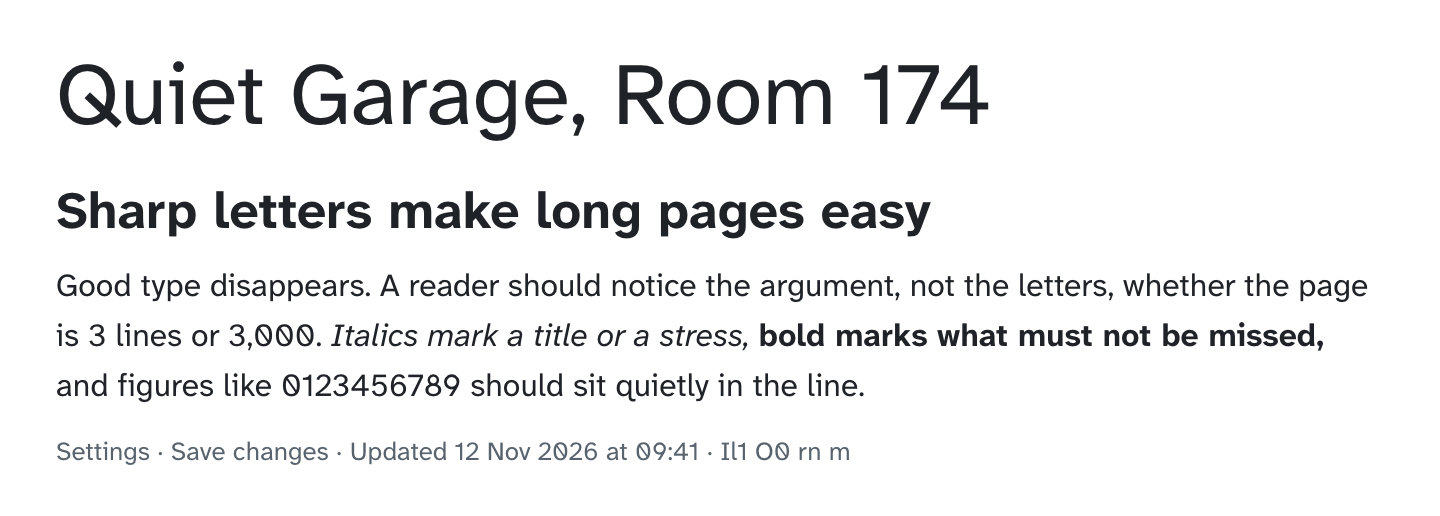 Quiet Garage, Room 174
Sharp letters make long pages easy
Good type disappears. A reader should notice the argument, not the letters, whether the page
is 3 lines or 3,000. Italics mark a title or a stress, bold marks what must not be missed,
and figures like 0123456789 should sit quietly in the line.
Settings · Save changes · Updated 12 Nov 2026 at 09:41 · Il1 O0 rn m